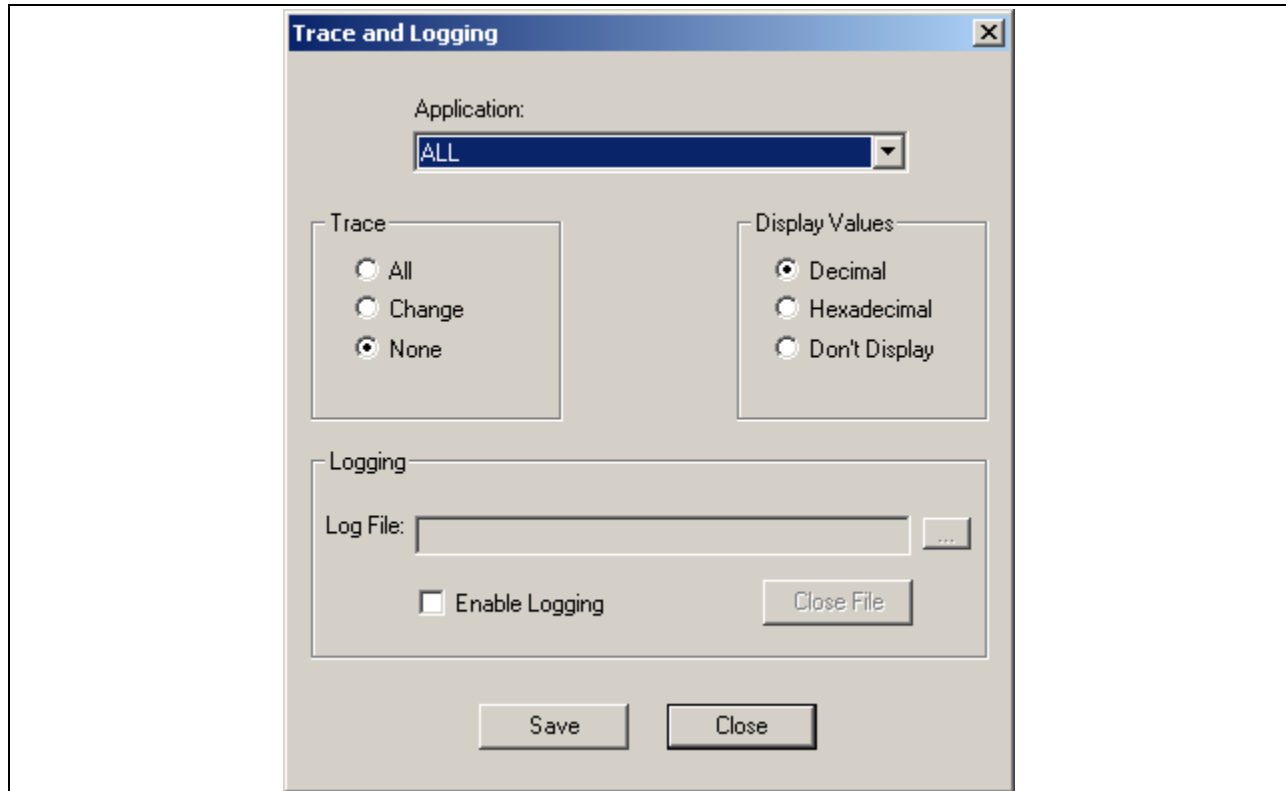 Trace and Logging
Application:
ALL
Trace
All
Change
None
Display Values
Decimal
Hexadecimal
Don't Display
Logging
Log File:
...
Enable Logging
Close File
Save
Close